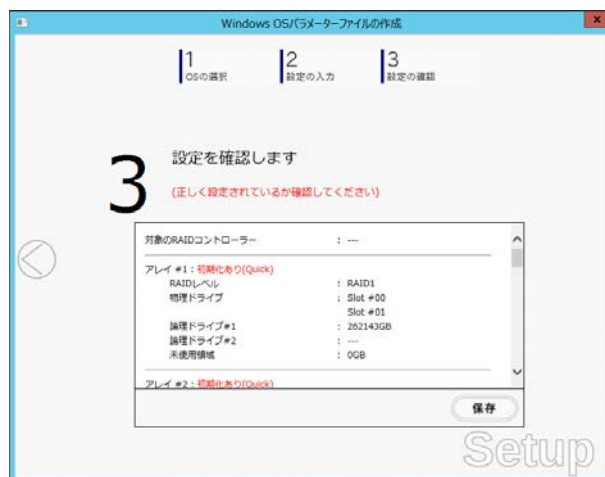 Windows OSパラメーターファイルの作成
x
1 2 3
OSの選択 設定の入力 設定の確認
3 設定を確認します
(正しく設定されているか確認してください)
対象のRAIDコントローラー : ---
アレイ #1 : 初期化あり(Quick)
RAIDレベル : RAID1
物理ドライブ : Slot #00
Slot #01
論理ドライブ#1 : 262143GB
論理ドライブ#2 : ---
未使用領域 : 0GB
アレイ #2 : 初期化あり(Quick)
保存
Setup